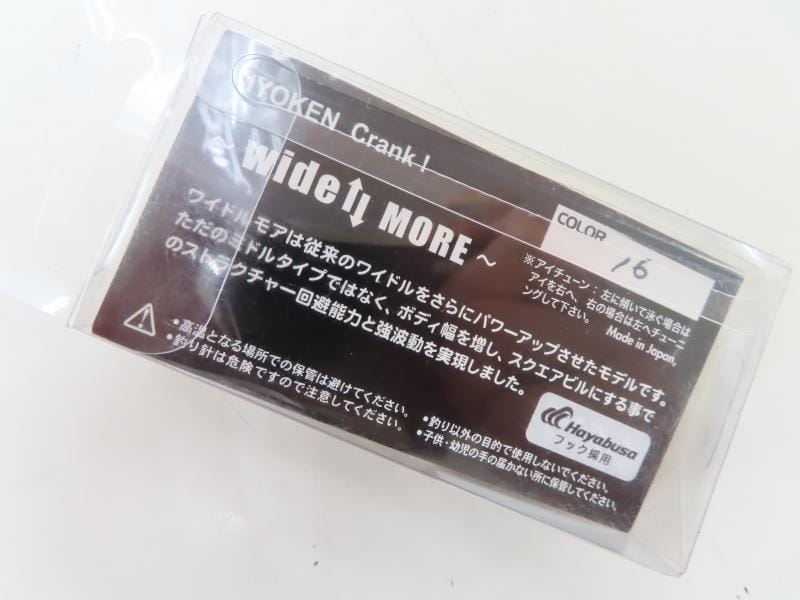 HYOKEN Crank!
~ wide⇅ MORE ~
COLOR 16
※アイチューン：左に傾いて泳ぐ場合は
アイを右へ、右の場合は左へチューニ
ングして下さい。
Made in Japan,
ワイドルモアは従来のワイドルをさらにパワーアップさせたモデルです。
ただのミドルタイプではなく、ボディ幅を増し、スクエアビルにする事で
のストラクチャー回避能力と強波動を実現しました。
•高温となる場所での保管は避けてください。
•釣り針は危険ですので注意してください。
•釣り以外の目的で使用しないでください。
•子供・幼児の手の届かない所に保管してください。
Hayabusa
フック採用